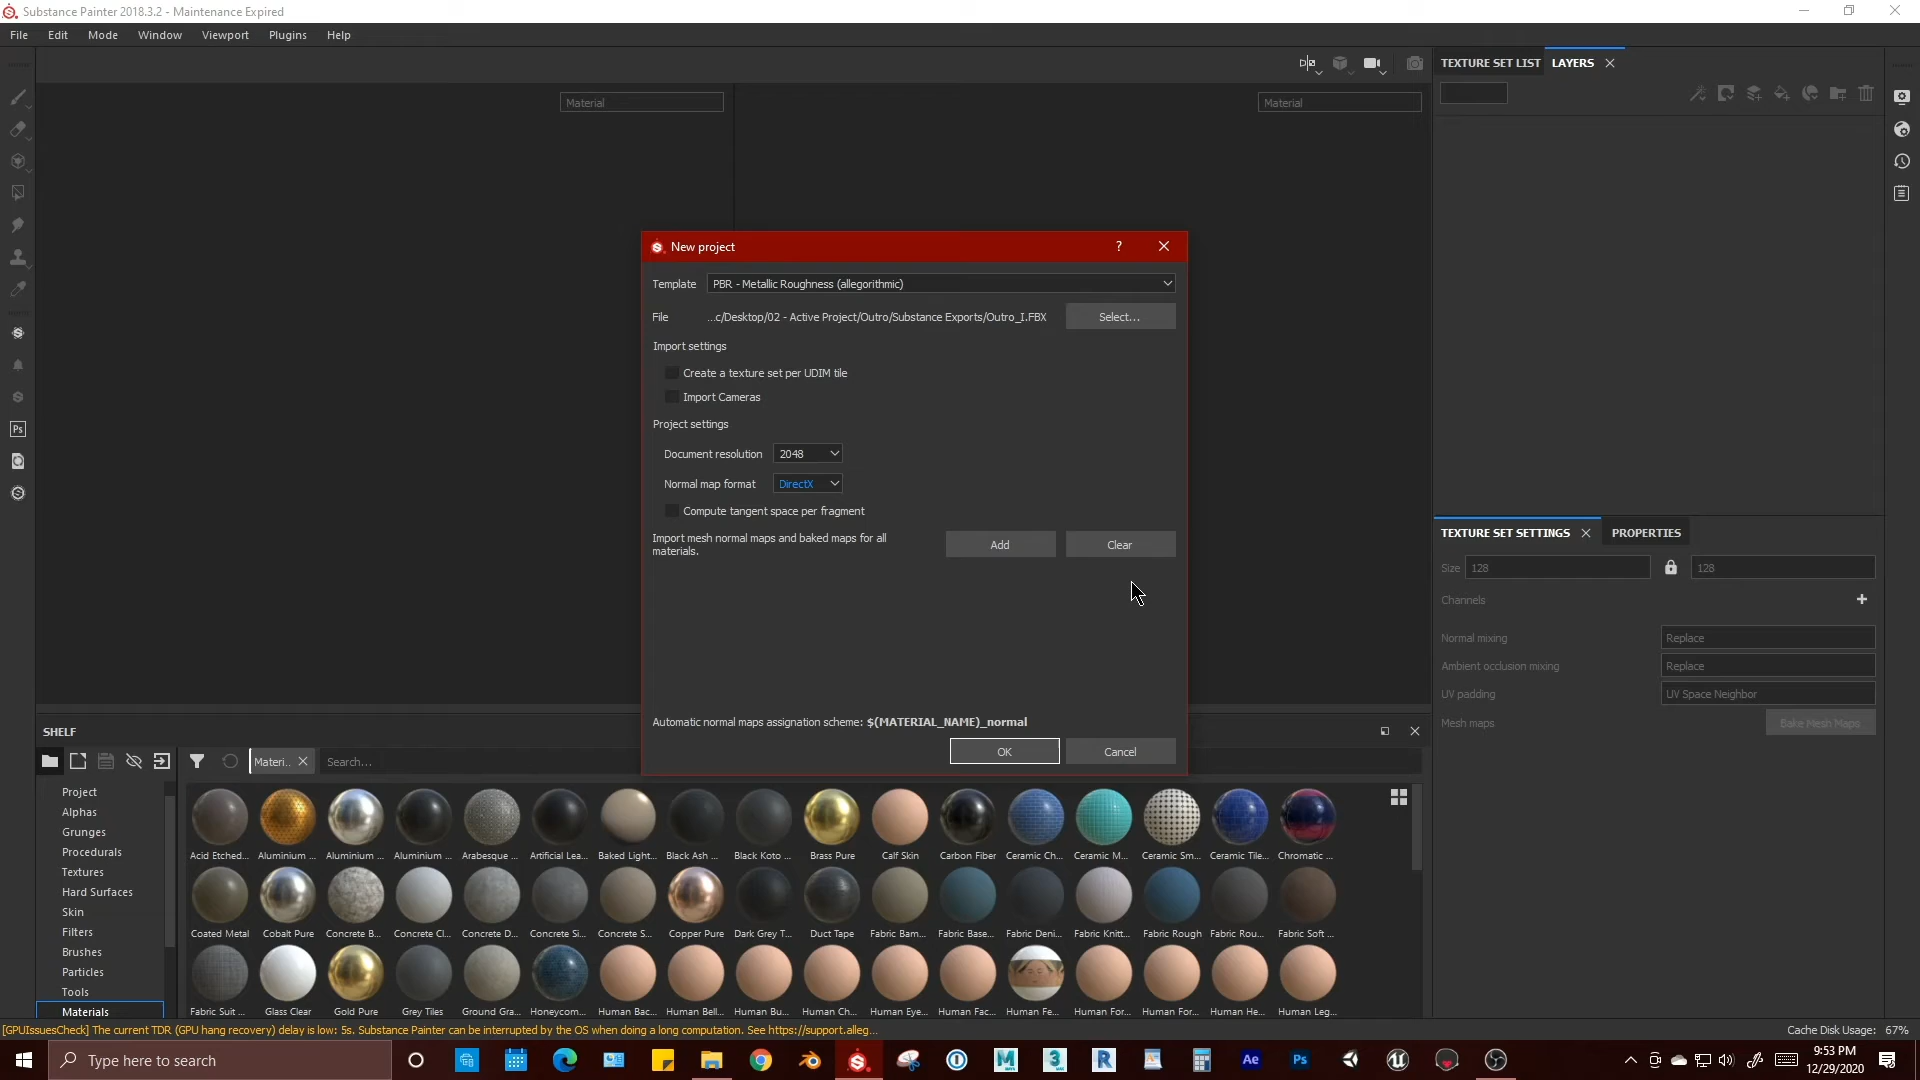 Substance Painter 2018.3.2 - Maintenance Expired
File Edit Mode Window Viewport Plugins Help
Material
Material
TEXTURE SET LIST LAYERS
New project
?
Template PBR - Metallic Roughness (allegorithmic)
File ...c/Desktop/02 - Active Project/Outro/Substance Exports/Outro_I.FBX Select...
Import settings
Create a texture set per UDIM tile
Import Cameras
Project settings
Document resolution 2048
Normal map format DirectX
Compute tangent space per fragment
Import mesh normal maps and baked maps for all
materials.
Add Clear
Automatic normal maps assignation scheme: $(MATERIAL_NAME)_normal
OK Cancel
TEXTURE SET SETTINGS PROPERTIES
Size 128 128
Channels
Normal mixing Replace
Ambient occlusion mixing Replace
UV padding UV Space Neighbor
Mesh maps Bake Mesh Maps
Ps
SHELF
Materi.. Search...
Project
Alphas
Grunges
Procedurals
Textures
Hard Surfaces
Skin
Filters
Brushes
Particles
Tools
Materials
Acid Etched... Aluminium ... Aluminium ... Aluminium ... Arabesque ... Artificial Lea... Baked Light... Black Ash ... Black Koto ... Brass Pure Calf Skin Carbon Fiber Ceramic Ch... Ceramic M... Ceramic Sm... Ceramic Tile... Chromatic ...
Coated Metal Cobalt Pure Concrete B... Concrete Cl... Concrete D... Concrete Si... Concrete S... Copper Pure Dark Grey T... Duct Tape Fabric Bam... Fabric Base... Fabric Deni... Fabric Knitt... Fabric Rough Fabric Rou... Fabric Soft ...
Fabric Suit ... Glass Clear Gold Pure Grey Tiles Ground Gra... Honeycom... Human Bac... Human Bell... Human Bu... Human Ch... Human Eye... Human Fac... Human Fe... Human For... Human For... Human He... Human Leg...
[GPUIssuesCheck] The current TDR (GPU hang recovery) delay is low: 5s. Substance Painter can be interrupted by the OS when doing a long computation. See https://support.alleg...
Cache Disk Usage: 67%
Type here to search
Ae Ps
9:53 PM
12/29/2020